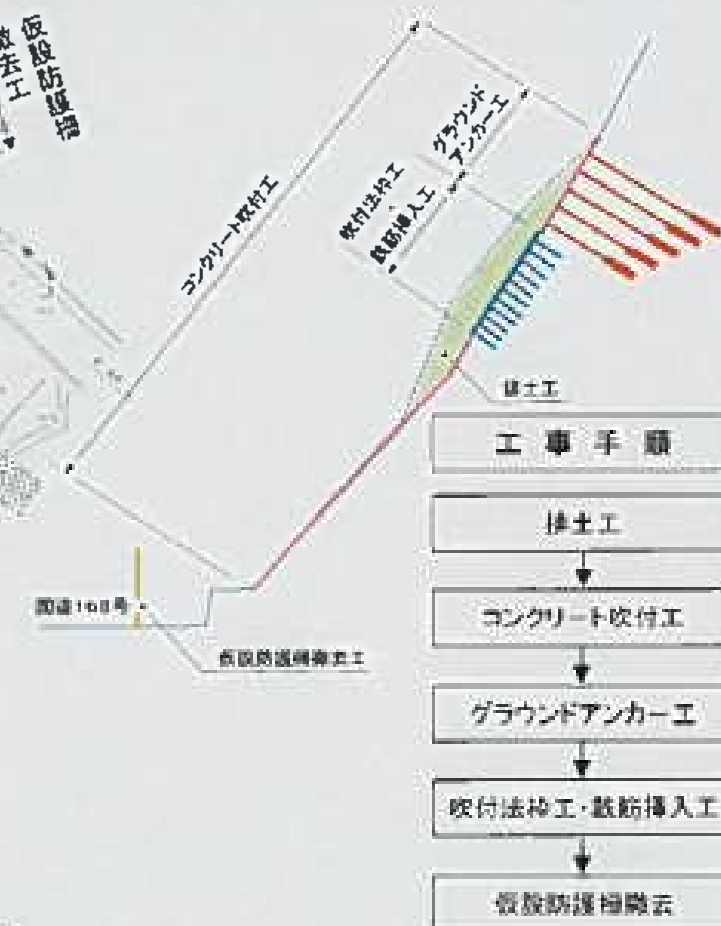 仮設防護柵
撤去工
コンクリート吹付工
グラウンド
アンカー工
吹付法枠工
・
鉄筋挿入工
排土工
国道168号
仮設防護柵撤去工
工事手順
排土工
コンクリート吹付工
グラウンドアンカー工
吹付法枠工・鉄筋挿入工
仮設防護柵撤去